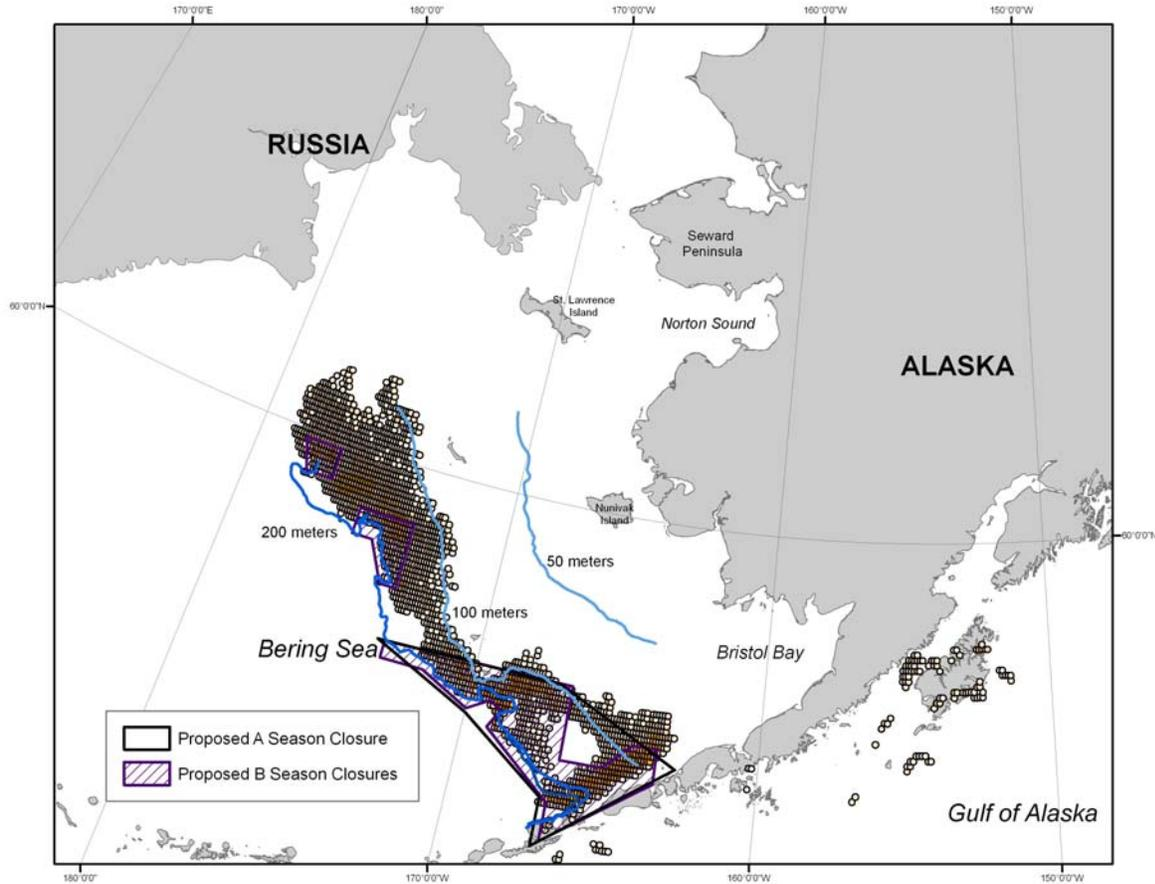 170°0'0"E
180°0'0"
170°0'0"W
160°0'0"W
150°0'0"W
RUSSIA
Seward
Peninsula
60°0'0"N
St. Lawrence
Island
Norton Sound
ALASKA
Nunivak
Island
200 meters
60°0'0"N
50 meters
100 meters
Bering Sea
Bristol Bay
Proposed A Season Closure
Proposed B Season Closures
Gulf of Alaska
180°0'0"
170°0'0"W
160°0'0"W
150°0'0"W